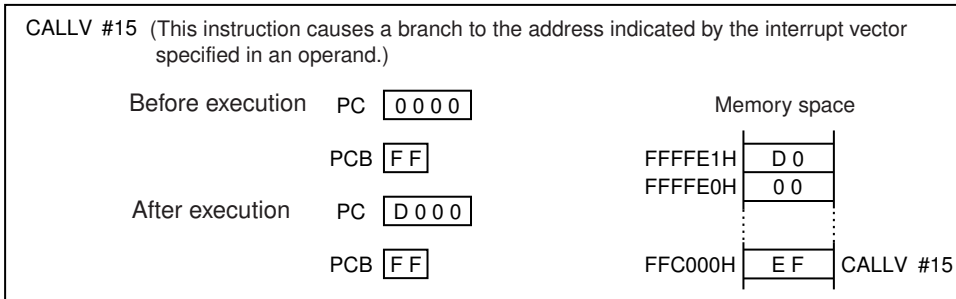 CALLV #15 (This instruction causes a branch to the address indicated by the interrupt vector
specified in an operand.)
Before execution PC 0 0 0 0 Memory space
PCB F F FFFFE1H D 0
FFFFE0H 0 0
After execution PC D 0 0 0
PCB F F FFC000H E F CALLV #15